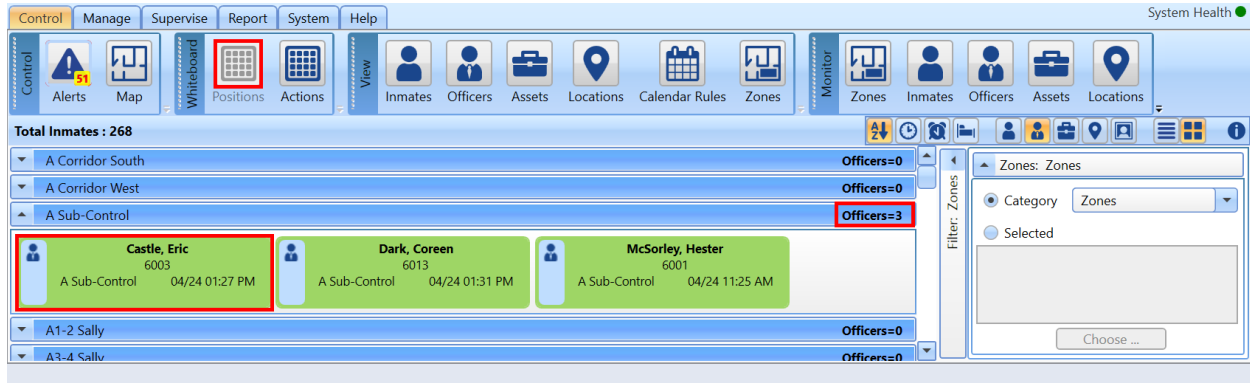 Control Manage Supervise Report System Help System Health
Control
51
Alerts Map
Whiteboard
Positions Actions
View
Inmates Officers Assets Locations Calendar Rules Zones
Monitor
Zones Inmates Officers Assets Locations
Total Inmates : 268
A Z
A Corridor South Officers=0
A Corridor West Officers=0
A Sub-Control Officers=3
Castle, Eric
6003
A Sub-Control 04/24 01:27 PM
Dark, Coreen
6013
A Sub-Control 04/24 01:31 PM
McSorley, Hester
6001
A Sub-Control 04/24 11:25 AM
A1-2 Sally Officers=0
A3-4 Sally Officers=0
Filter: Zones
Zones: Zones
Category Zones
Selected
Choose ...